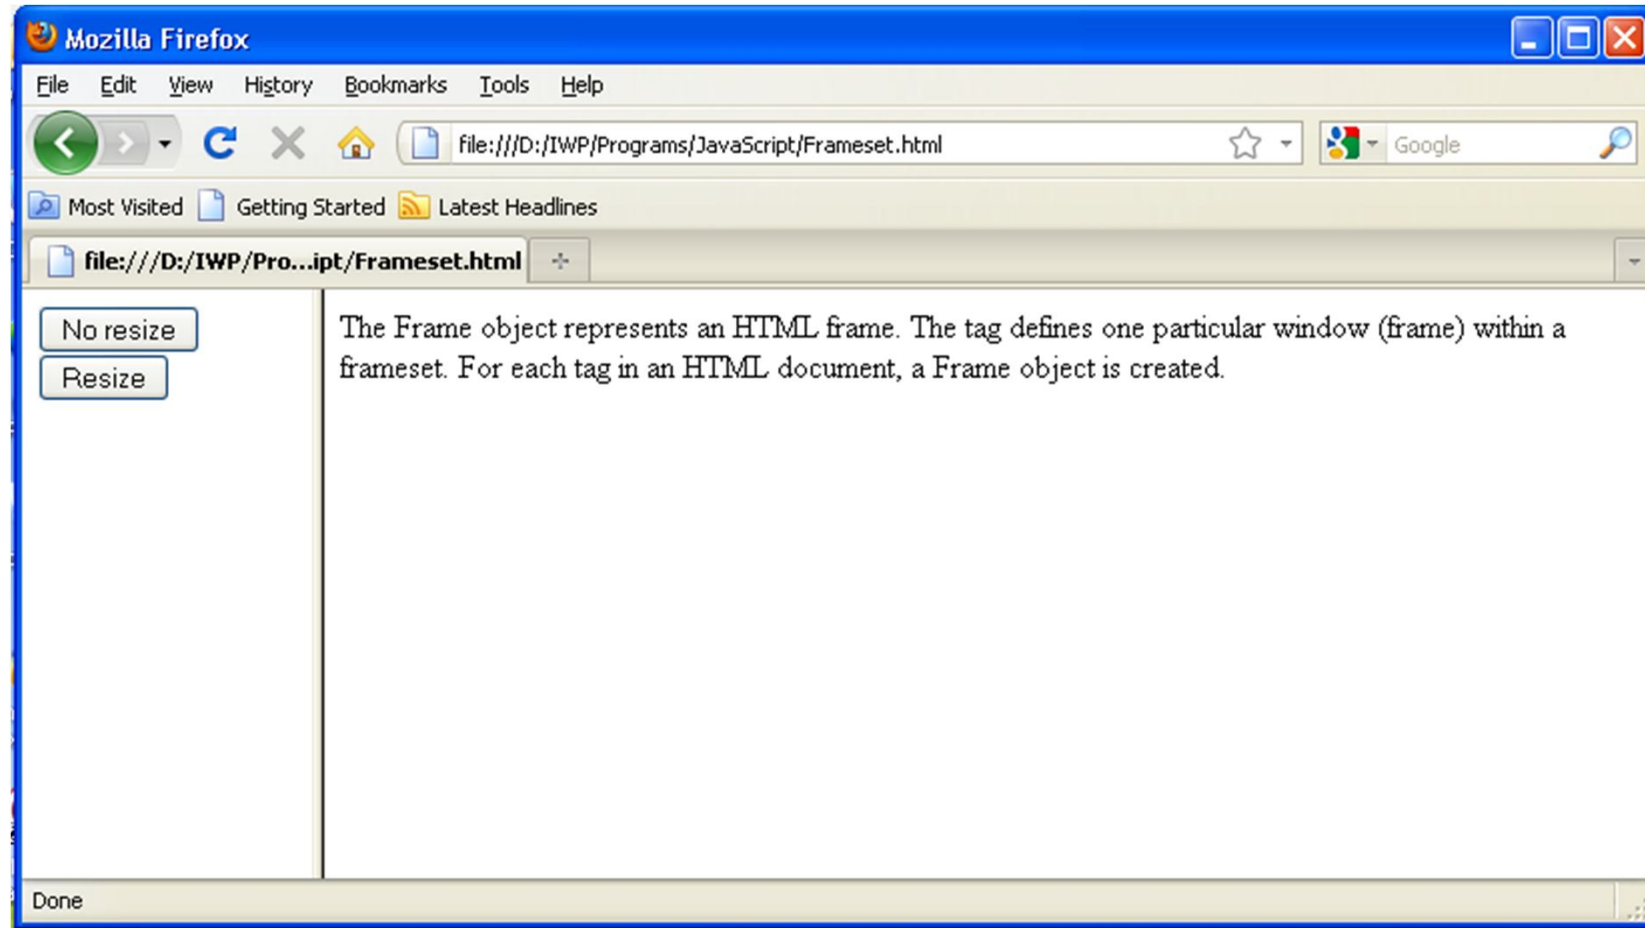 Mozilla Firefox
File Edit View History Bookmarks Tools Help
file:///D:/IWP/Programs/JavaScript/Frameset.html Google
Most Visited Getting Started Latest Headlines
file:///D:/IWP/Pro...ipt/Frameset.html
No resize
Resize
The Frame object represents an HTML frame. The tag defines one particular window (frame) within a
frameset. For each tag in an HTML document, a Frame object is created.
Done